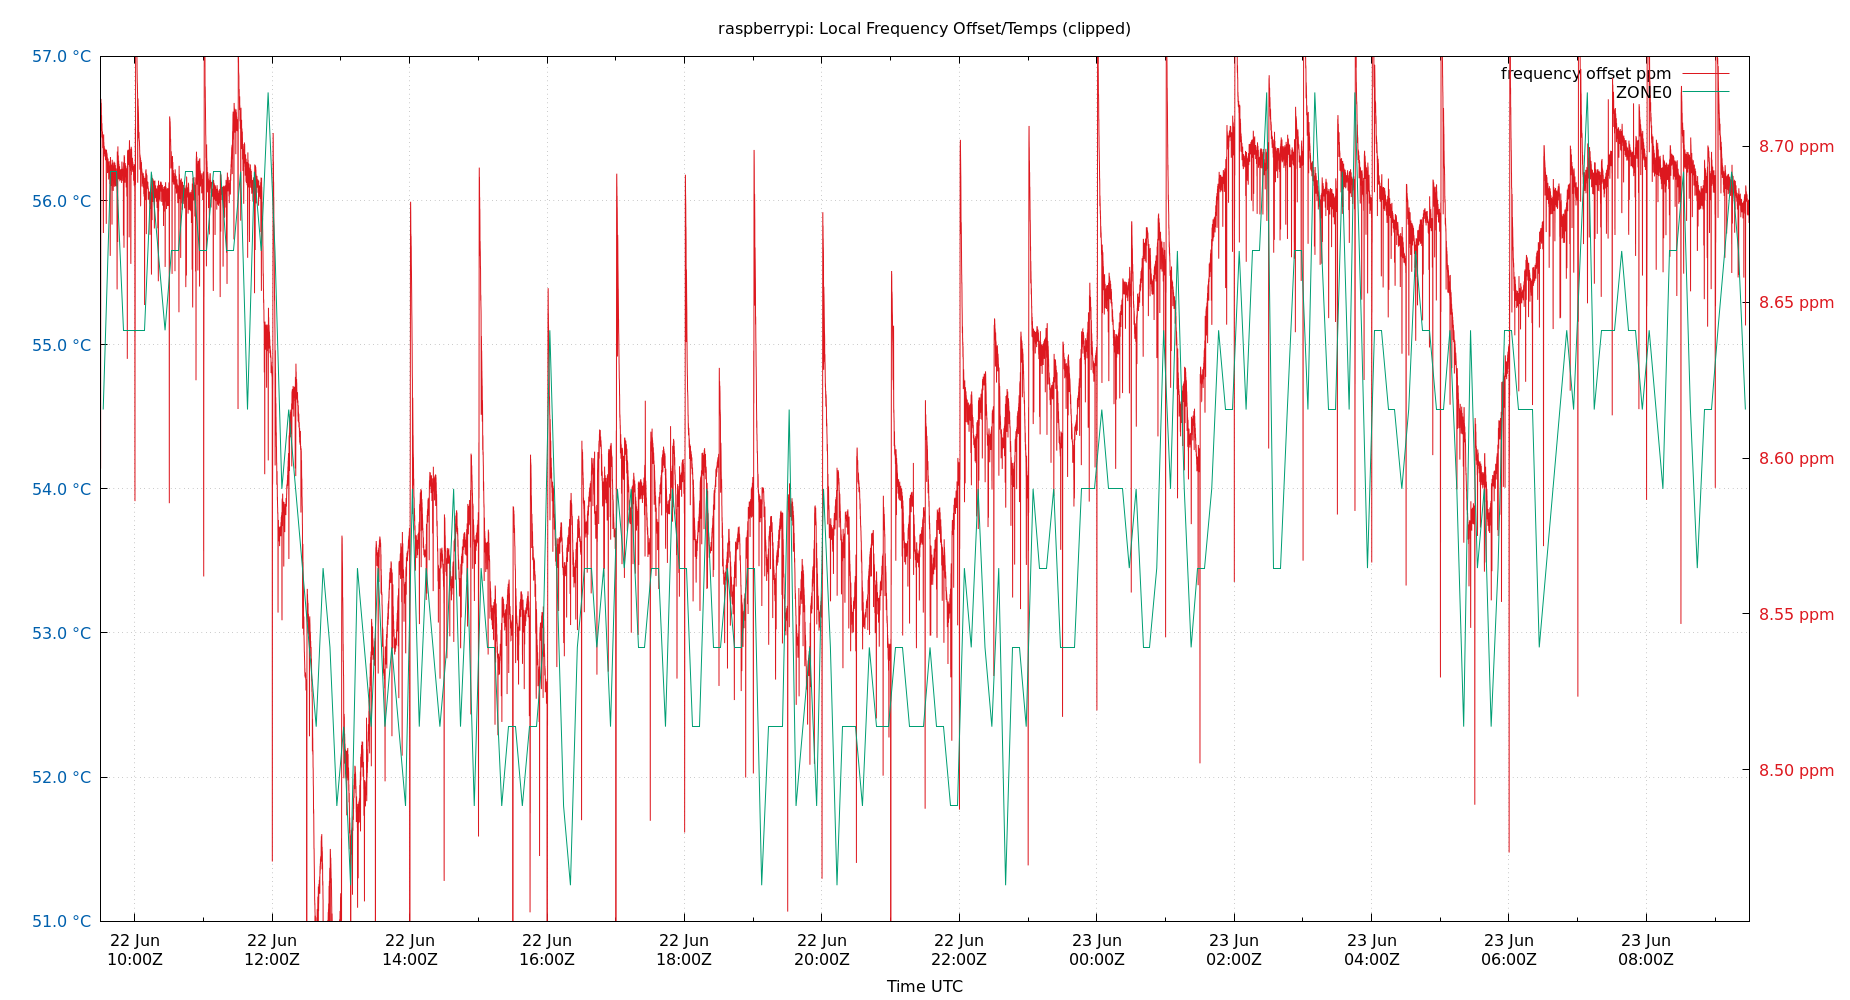 raspberrypi: Local Frequency Offset/Temps (clipped)
57.0 °C
56.0 °C
55.0 °C
54.0 °C
53.0 °C
52.0 °C
51.0 °C
frequency offset ppm
ZONE0
8.70 ppm
8.65 ppm
8.60 ppm
8.55 ppm
8.50 ppm
22 Jun
10:00Z
22 Jun
12:00Z
22 Jun
14:00Z
22 Jun
16:00Z
22 Jun
18:00Z
22 Jun
20:00Z
22 Jun
22:00Z
23 Jun
00:00Z
23 Jun
02:00Z
23 Jun
04:00Z
23 Jun
06:00Z
23 Jun
08:00Z
Time UTC